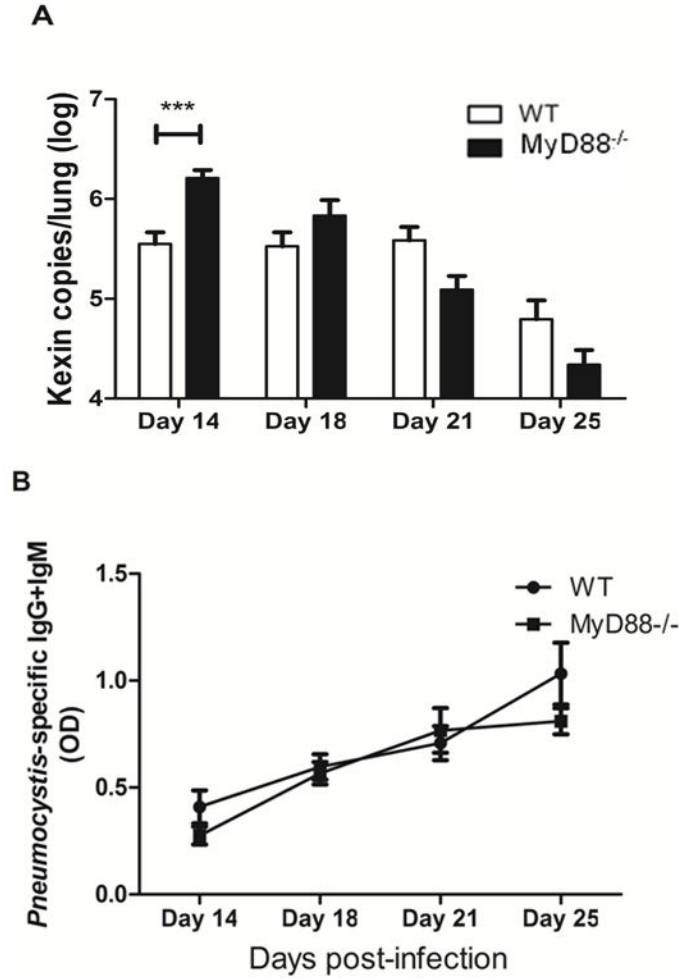 A
Kexin copies/lung (log)
7
6
5
4
***
WT
MyD88-/-
Day 14 Day 18 Day 21 Day 25
B
Pneumocystis-specific IgG+IgM
(OD)
1.5
1.0
0.5
0.0
WT
MyD88-/-
Day 14 Day 18 Day 21 Day 25
Days post-infection